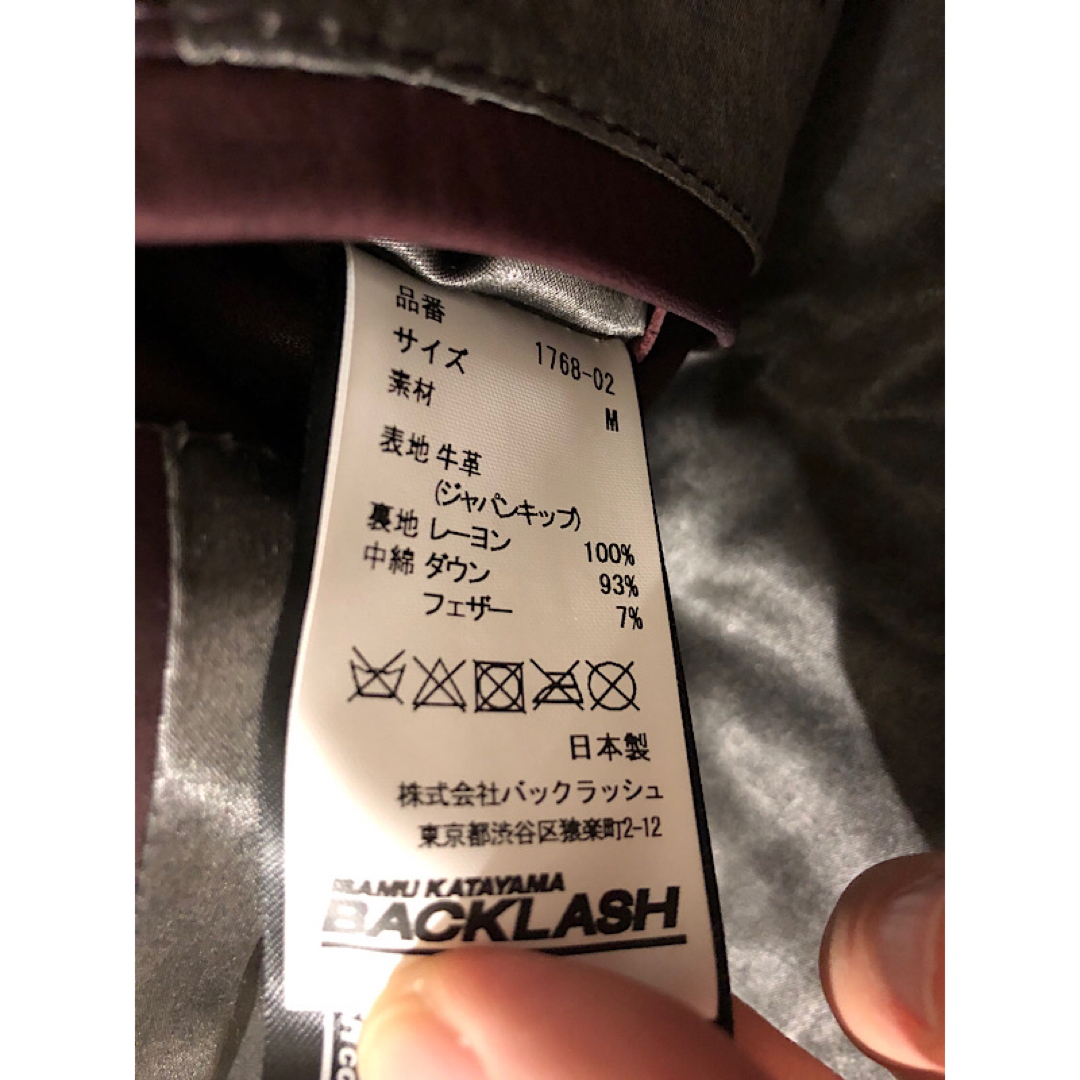 品番 1768-02
サイズ M
素材
表地 牛革
(ジャパンキップ)
裏地 レーヨン 100%
中綿 ダウン 93%
フェザー 7%
日本製
株式会社バックラッシュ
東京都渋谷区猿楽町2-12
ISAMU KATAYAMA
BACKLASH